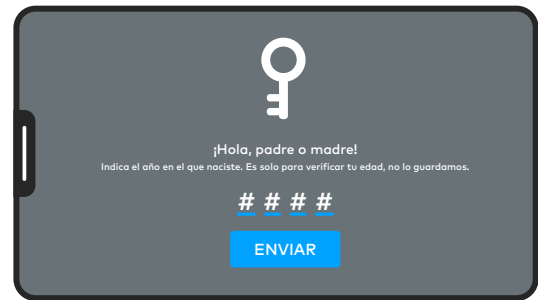 ¡Hola, padre o madre!
Indica el año en el que naciste. Es solo para verificar tu edad, no lo guardamos.
# # # #
ENVIAR